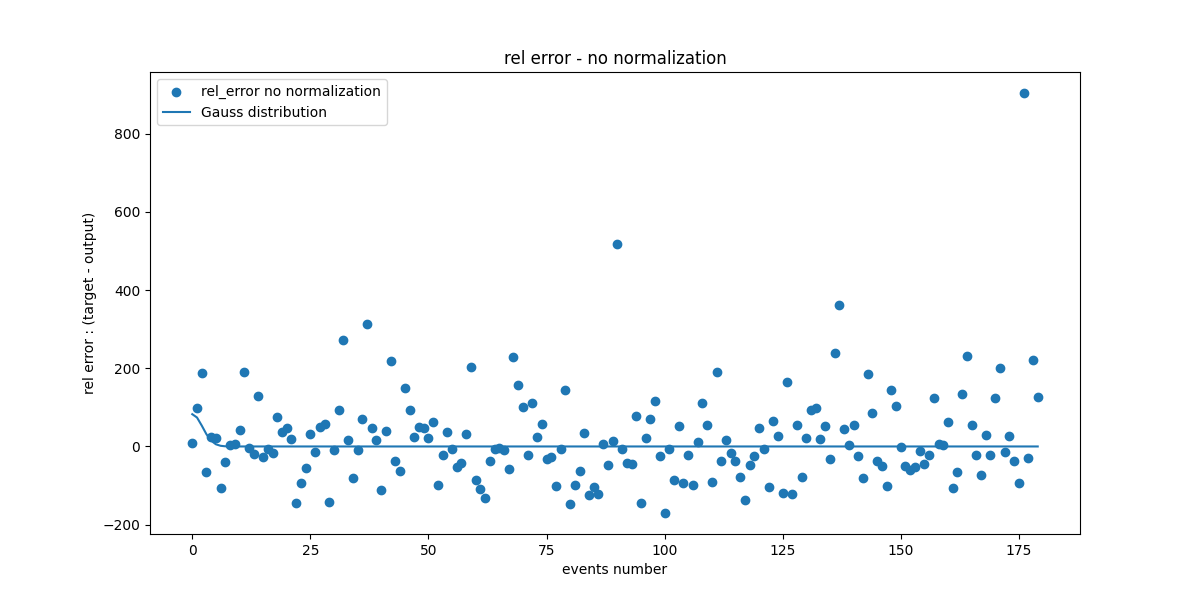 rel error - no normalization
rel_error no normalization
Gauss distribution
rel error : (target - output)
800
600
400
200
0
−200
0 25 50 75 100 125 150 175
events number